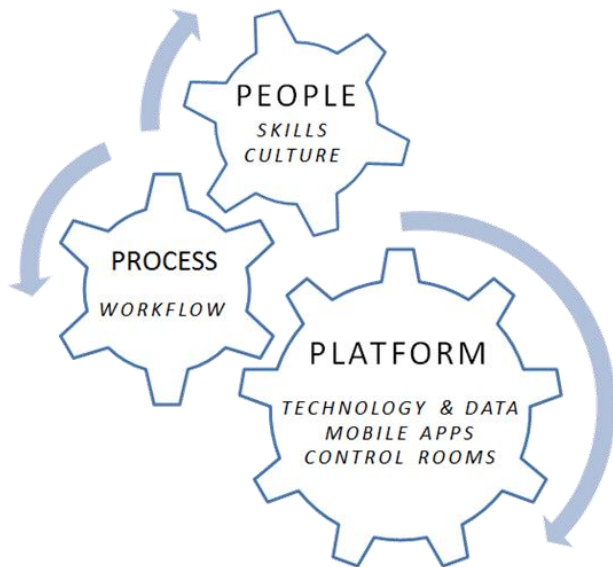 PEOPLE
SKILLS
CULTURE
PROCESS
WORKFLOW
PLATFORM
TECHNOLOGY & DATA
MOBILE APPS
CONTROL ROOMS